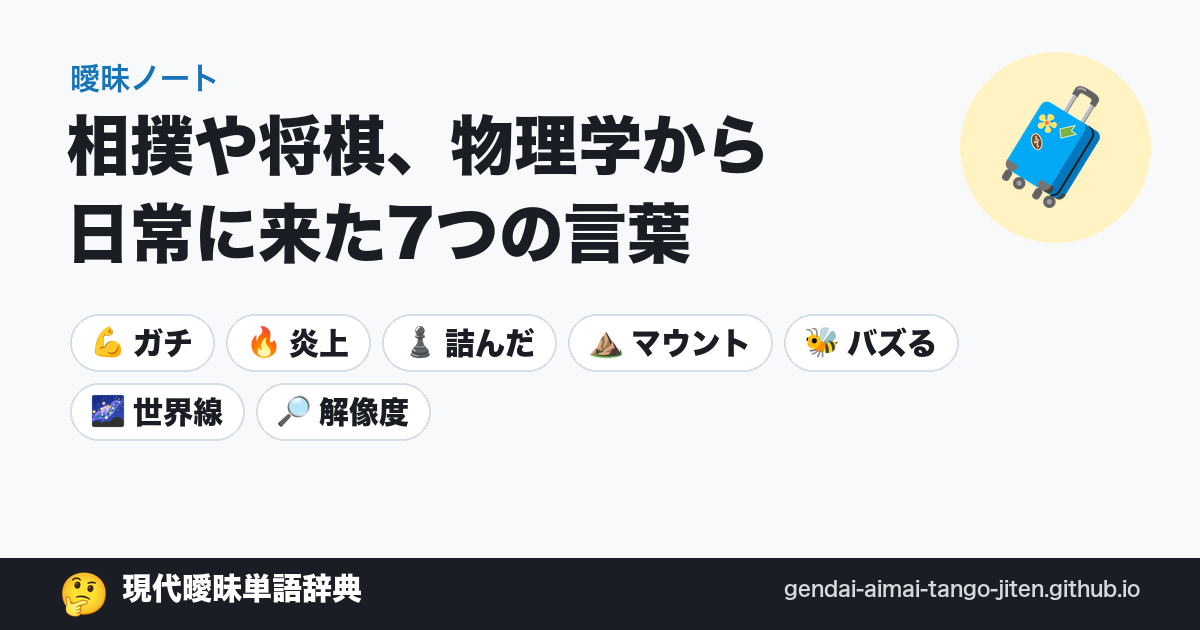 曖昧ノート
相撲や将棋、物理学から
日常に来た7つの言葉
ガチ 炎上 詰んだ マウント バズる
世界線 解像度
現代曖昧単語辞典
gendai-aimai-tango-jiten.github.io